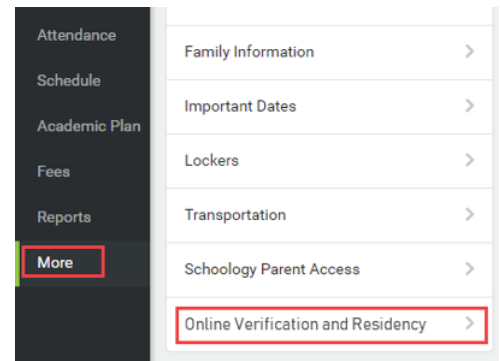 Attendance
Schedule
Academic Plan
Fees
Reports
More
Family Information
Important Dates
Lockers
Transportation
Schoology Parent Access
Online Verification and Residency